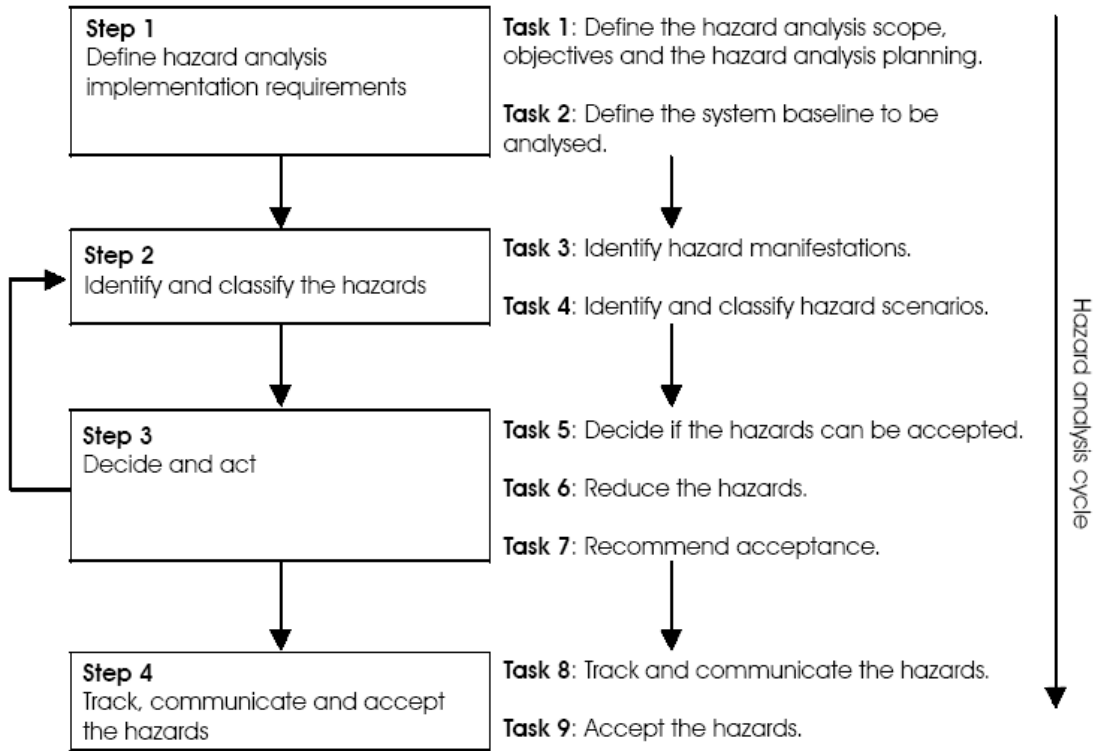 Step 1
Define hazard analysis
implementation requirements
Task 1: Define the hazard analysis scope,
objectives and the hazard analysis planning.
Task 2: Define the system baseline to be
analysed.
Step 2
Identify and classify the hazards
Task 3: Identify hazard manifestations.
Task 4: Identify and classify hazard scenarios.
Step 3
Decide and act
Task 5: Decide if the hazards can be accepted.
Task 6: Reduce the hazards.
Task 7: Recommend acceptance.
Step 4
Track, communicate and accept
the hazards
Task 8: Track and communicate the hazards.
Task 9: Accept the hazards.
Hazard analysis cycle